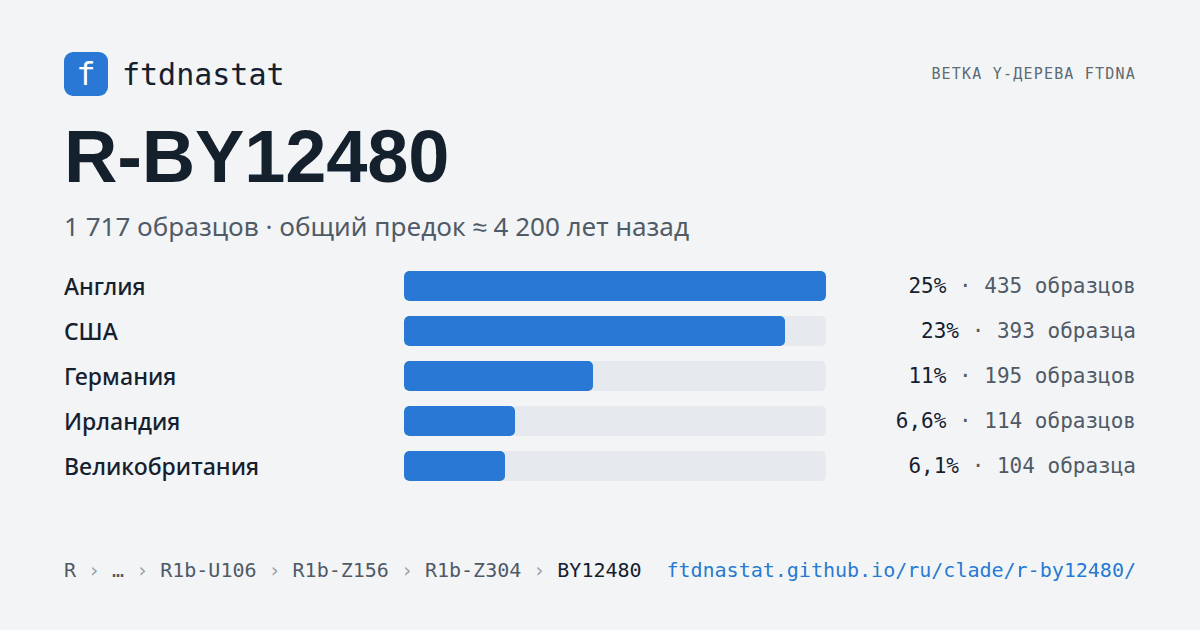 f ftdnastat
ВЕТКА Y-ДЕРЕВА FTDNA
R-BY12480
1 717 образцов · общий предок ≈ 4 200 лет назад
Англия 25% · 435 образцов
США 23% · 393 образца
Германия 11% · 195 образцов
Ирландия 6,6% · 114 образцов
Великобритания 6,1% · 104 образца
R › … › R1b-U106 › R1b-Z156 › R1b-Z304 › BY12480 ftdnastat.github.io/ru/clade/r-by12480/